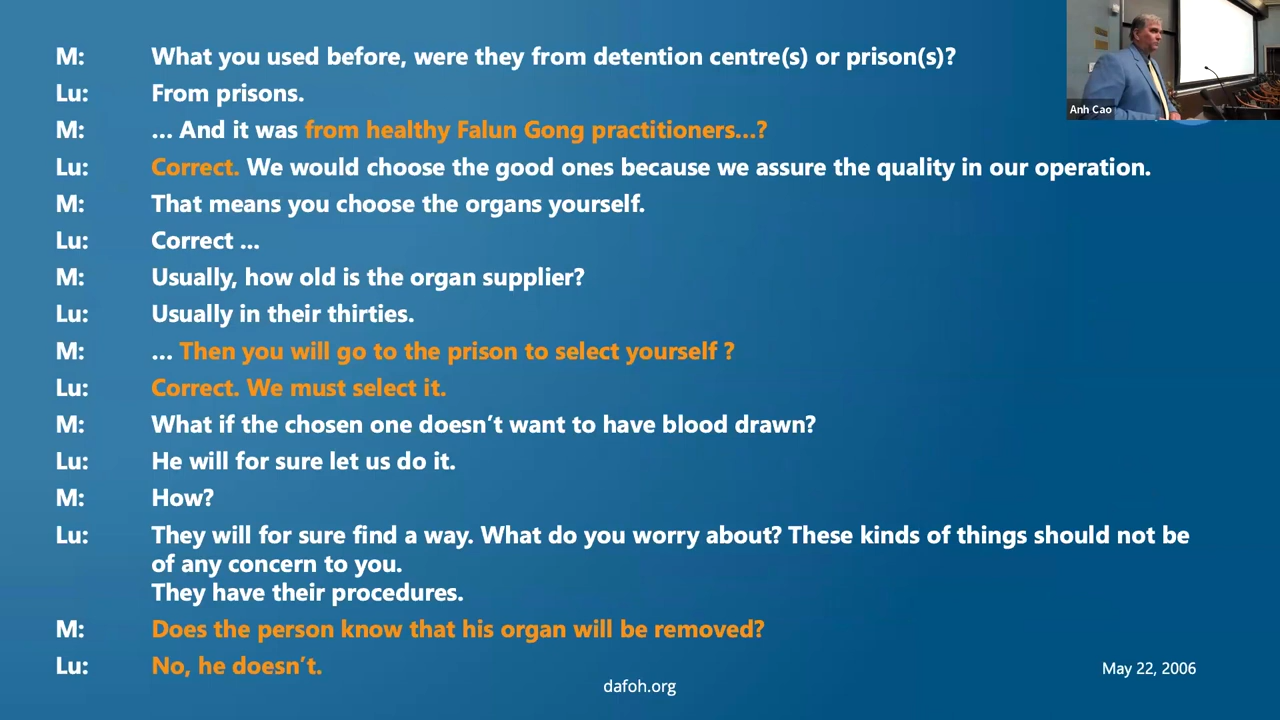 M: What you used before, were they from detention centre(s) or prison(s)?
Lu: From prisons.
M: ... And it was from healthy Falun Gong practitioners...?
Lu: Correct. We would choose the good ones because we assure the quality in our operation.
M: That means you choose the organs yourself.
Lu: Correct ...
M: Usually, how old is the organ supplier?
Lu: Usually in their thirties.
M: ... Then you will go to the prison to select yourself ?
Lu: Correct. We must select it.
M: What if the chosen one doesn’t want to have blood drawn?
Lu: He will for sure let us do it.
M: How?
Lu: They will for sure find a way. What do you worry about? These kinds of things should not be
of any concern to you.
They have their procedures.
M: Does the person know that his organ will be removed?
Lu: No, he doesn’t.
May 22, 2006
dafoh.org
Anh Cao